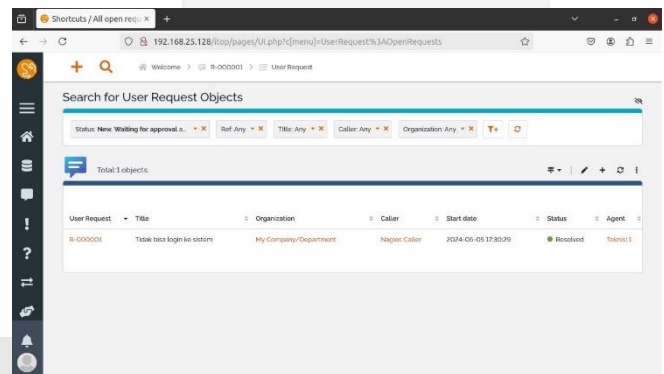 Shortcuts / All open requ ×
192.168.25.128/itop/pages/UI.php?c[menu]=UserRequest%3AOpenRequests
Welcome > R-000001 > User Request
Search for User Request Objects
Status: New, Waiting for approval a... Ref: Any Title: Any Caller: Any Organization: Any
Total: 1 objects.
User Request Title Organization Caller Start date Status Agent
R-000001 Tidak bisa login ke sistem My Company/Department Nagios Caller 2024-06-05 17:30:29 Resolved Teknisi 1